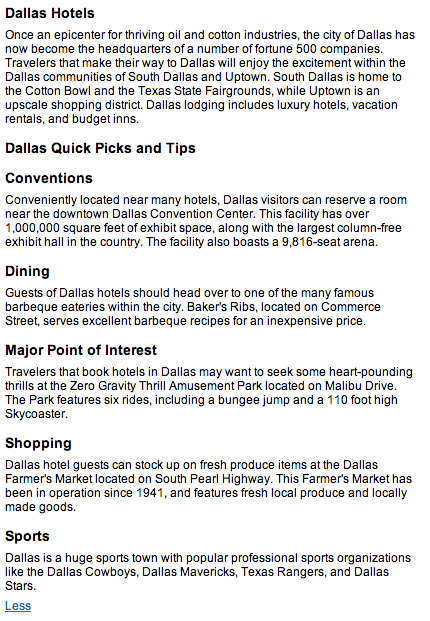 Dallas Hotels
Once an epicenter for thriving oil and cotton industries, the city of Dallas has
now become the headquarters of a number of fortune 500 companies.
Travelers that make their way to Dallas will enjoy the excitement within the
Dallas communities of South Dallas and Uptown. South Dallas is home to
the Cotton Bowl and the Texas State Fairgrounds, while Uptown is an
upscale shopping district. Dallas lodging includes luxury hotels, vacation
rentals, and budget inns.
Dallas Quick Picks and Tips
Conventions
Conveniently located near many hotels, Dallas visitors can reserve a room
near the downtown Dallas Convention Center. This facility has over
1,000,000 square feet of exhibit space, along with the largest column-free
exhibit hall in the country. The facility also boasts a 9,816-seat arena.
Dining
Guests of Dallas hotels should head over to one of the many famous
barbeque eateries within the city. Baker's Ribs, located on Commerce
Street, serves excellent barbeque recipes for an inexpensive price.
Major Point of Interest
Travelers that book hotels in Dallas may want to seek some heart-pounding
thrills at the Zero Gravity Thrill Amusement Park located on Malibu Drive.
The Park features six rides, including a bungee jump and a 110 foot high
Skycoaster.
Shopping
Dallas hotel guests can stock up on fresh produce items at the Dallas
Farmer's Market located on South Pearl Highway. This Farmer's Market has
been in operation since 1941, and features fresh local produce and locally
made goods.
Sports
Dallas is a huge sports town with popular professional sports organizations
like the Dallas Cowboys, Dallas Mavericks, Texas Rangers, and Dallas
Stars.
Less